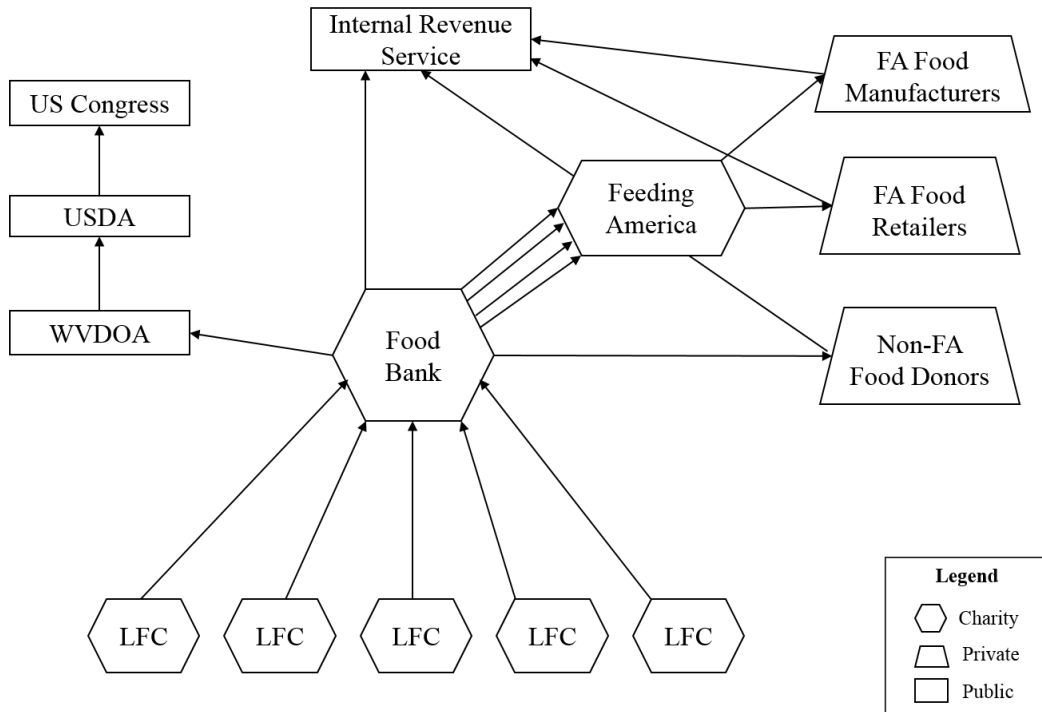 Internal Revenue
Service
FA Food
Manufacturers
US Congress
Feeding
America
FA Food
Retailers
USDA
WVDOA
Food
Bank
Non-FA
Food Donors
LFC
LFC
LFC
LFC
LFC
Legend
Charity
Private
Public